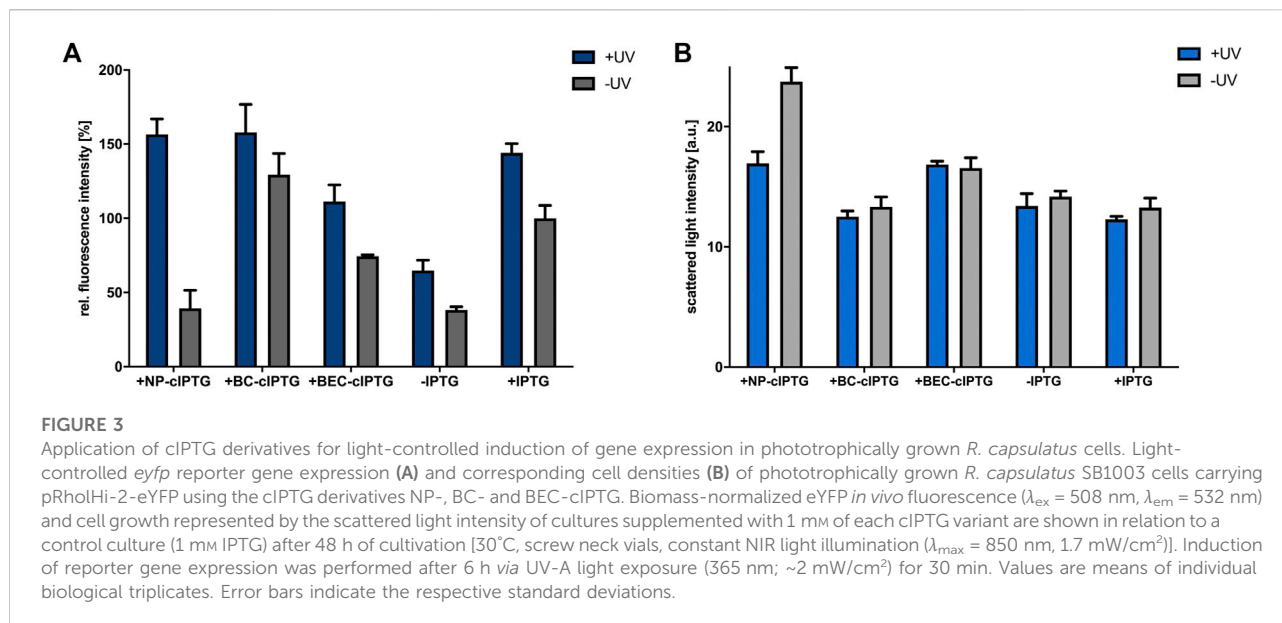 A
+UV
-UV
200
150
100
50
0
rel. fluorescence intensity [%]
+NP-cIPTG +BC-cIPTG +BEC-cIPTG -IPTG +IPTG
B
+UV
-UV
20
10
0
scattered light intensity [a.u.]
+NP-cIPTG +BC-cIPTG +BEC-cIPTG -IPTG +IPTG
FIGURE 3
Application of cIPTG derivatives for light-controlled induction of gene expression in phototrophically grown R. capsulatus cells. Light-
controlled eyfp reporter gene expression (A) and corresponding cell densities (B) of phototrophically grown R. capsulatus SB1003 cells carrying
pRholHi-2-eYFP using the cIPTG derivatives NP-, BC- and BEC-cIPTG. Biomass-normalized eYFP in vivo fluorescence (λex = 508 nm, λem = 532 nm)
and cell growth represented by the scattered light intensity of cultures supplemented with 1 mM of each cIPTG variant are shown in relation to a
control culture (1 mM IPTG) after 48 h of cultivation [30°C, screw neck vials, constant NIR light illumination (λmax = 850 nm, 1.7 mW/cm²)]. Induction
of reporter gene expression was performed after 6 h via UV-A light exposure (365 nm; ~2 mW/cm²) for 30 min. Values are means of individual
biological triplicates. Error bars indicate the respective standard deviations.